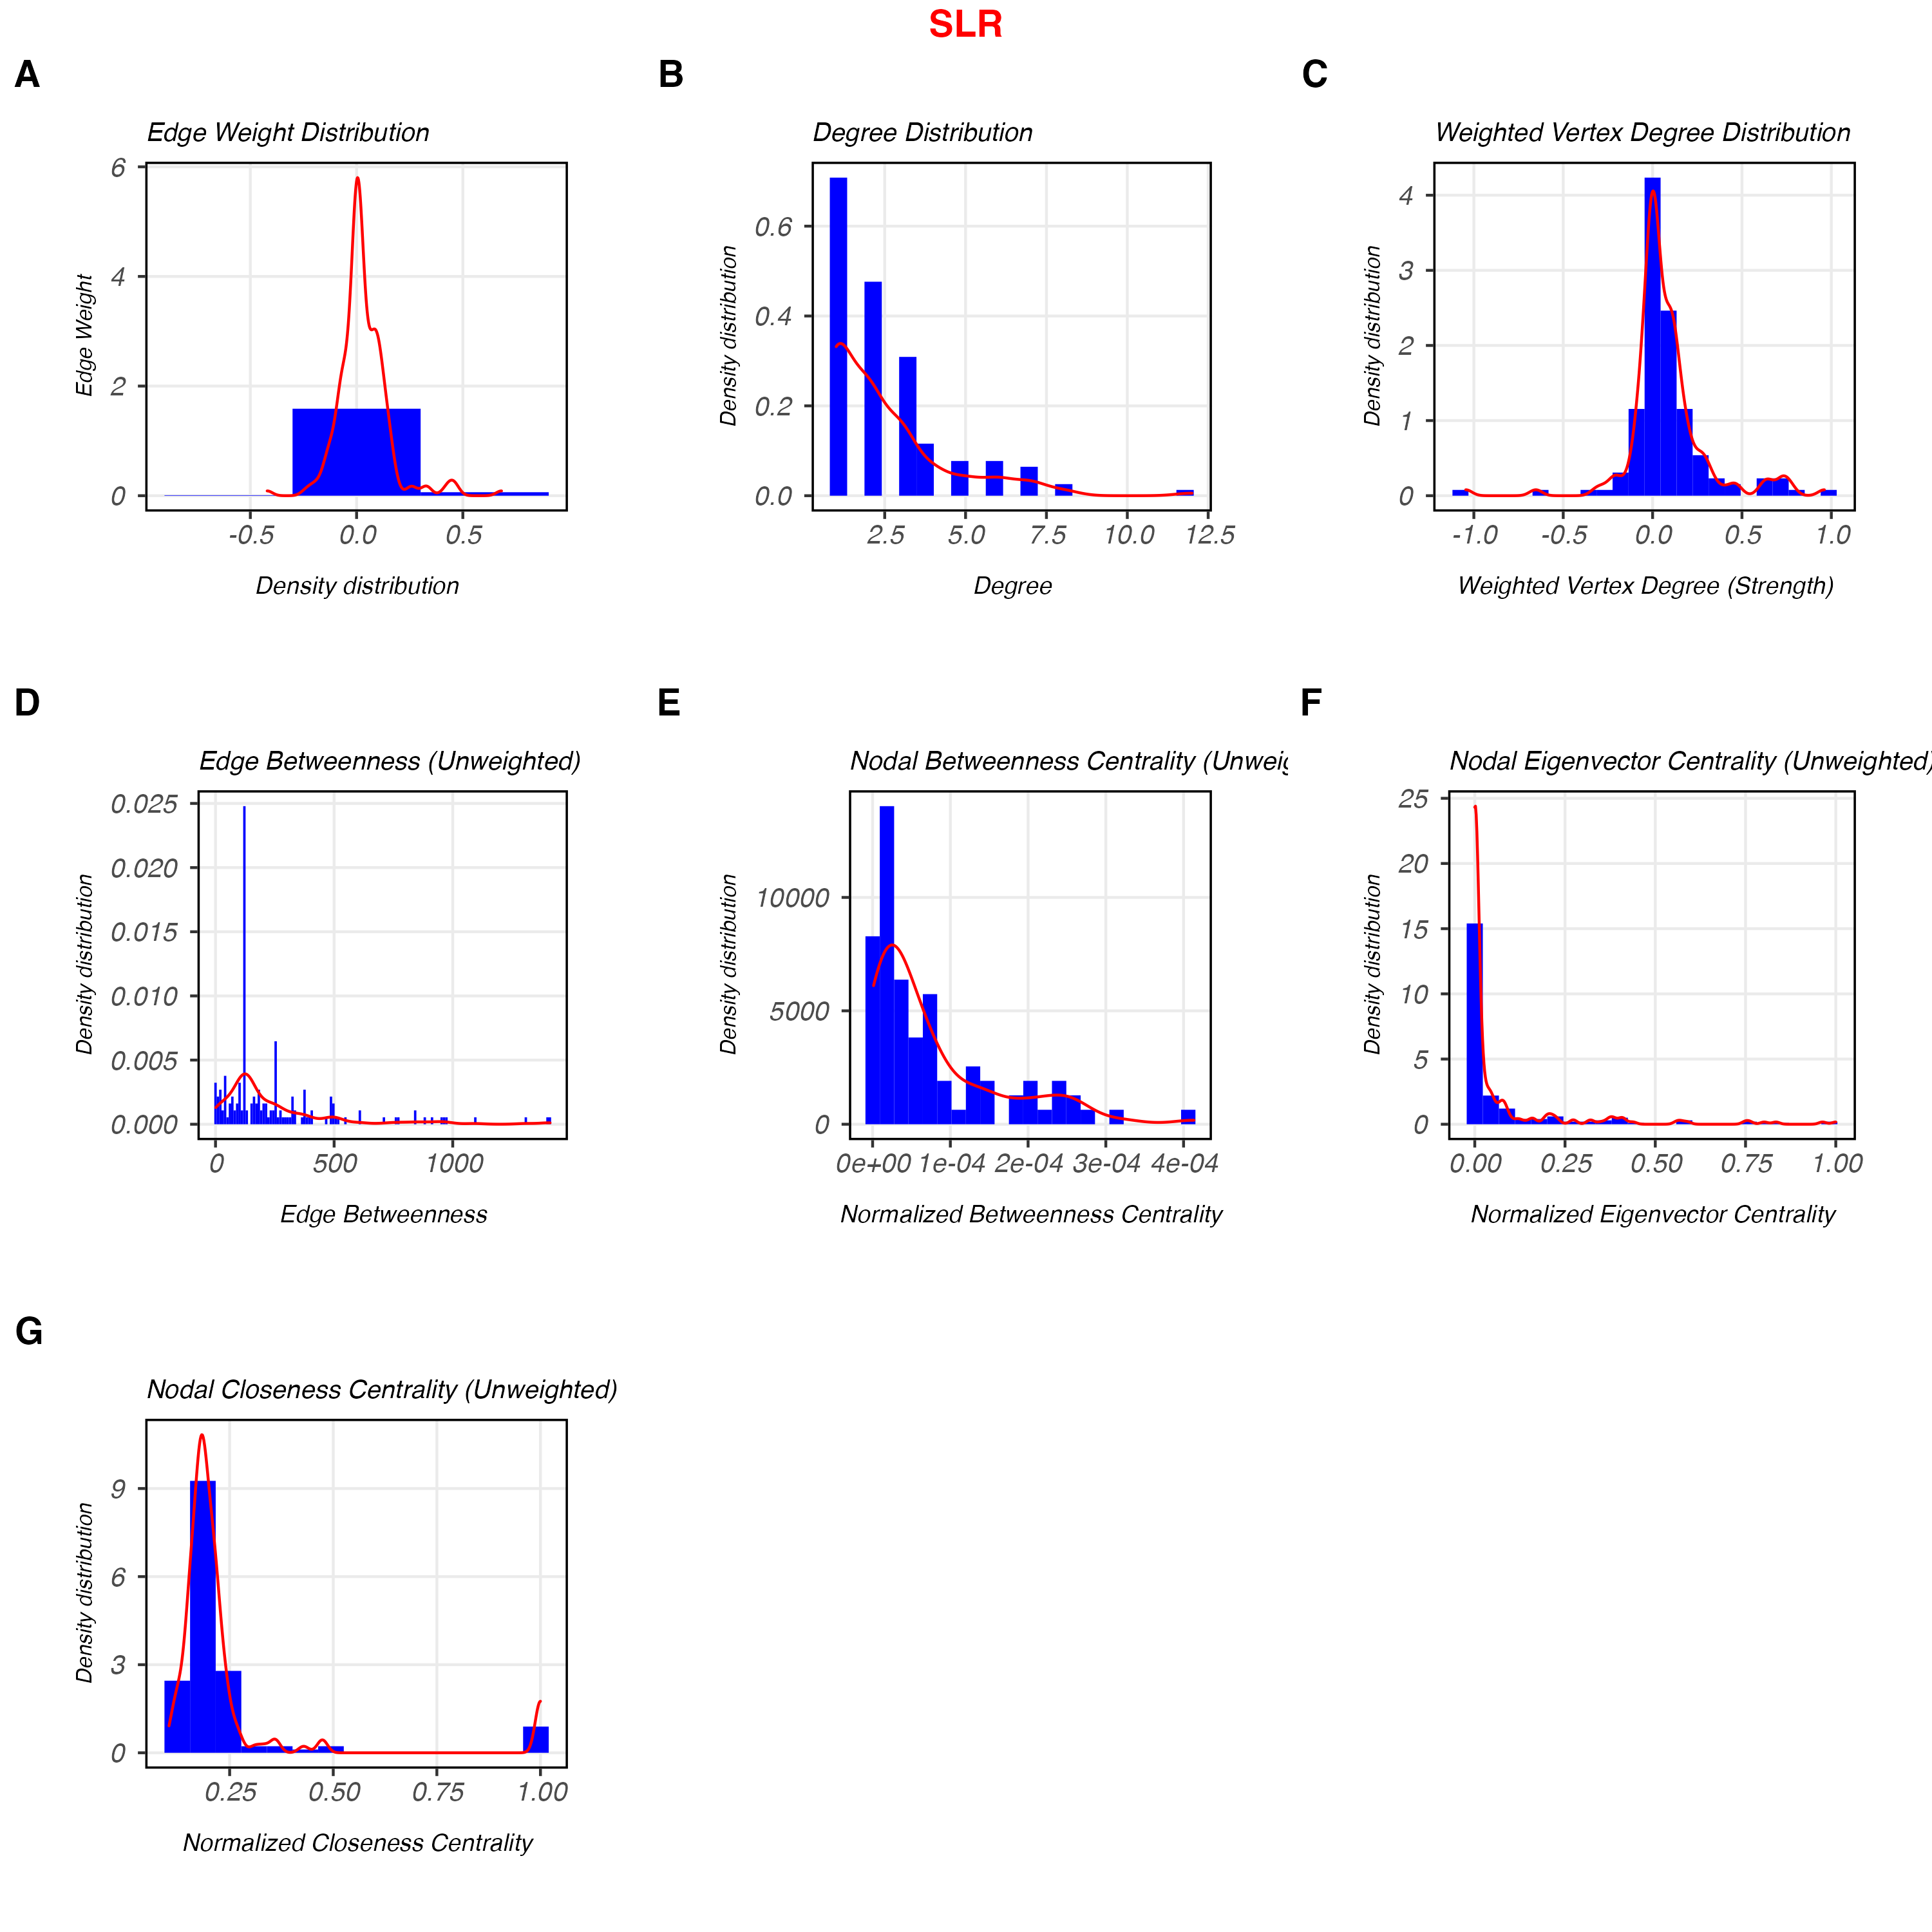 SLR
A
Edge Weight Distribution
Edge Weight
6
4
2
0
-0.5 0.0 0.5
Density distribution
B
Degree Distribution
Density distribution
0.6
0.4
0.2
0.0
2.5 5.0 7.5 10.0 12.5
Degree
C
Weighted Vertex Degree Distribution
Density distribution
4
3
2
1
0
-1.0 -0.5 0.0 0.5 1.0
Weighted Vertex Degree (Strength)
D
Edge Betweenness (Unweighted)
Density distribution
0.025
0.020
0.015
0.010
0.005
0.000
0 500 1000
Edge Betweenness
E
Nodal Betweenness Centrality (Unweig
Density distribution
10000
5000
0
0e+00 1e-04 2e-04 3e-04 4e-04
Normalized Betweenness Centrality
F
Nodal Eigenvector Centrality (Unweighted)
Density distribution
25
20
15
10
5
0
0.00 0.25 0.50 0.75 1.00
Normalized Eigenvector Centrality
G
Nodal Closeness Centrality (Unweighted)
Density distribution
9
6
3
0
0.25 0.50 0.75 1.00
Normalized Closeness Centrality